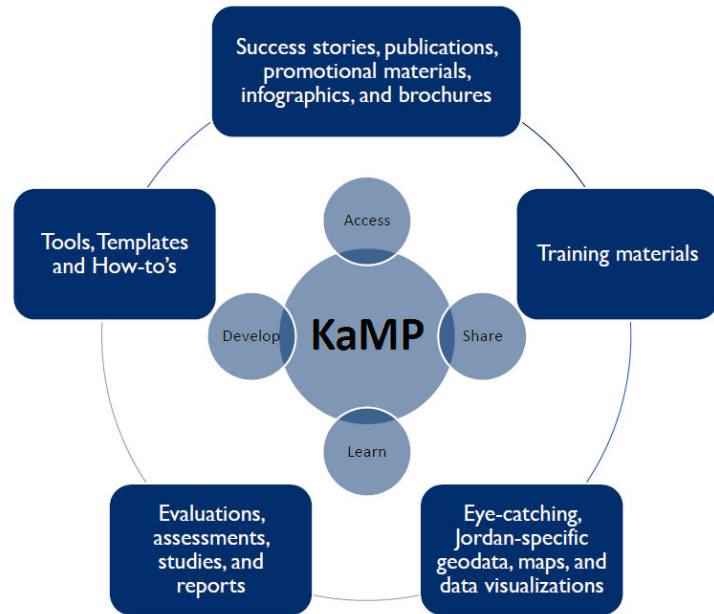 Success stories, publications,
promotional materials,
infographics, and brochures
Tools, Templates
and How-to’s
Training materials
Access
Develop
KaMP
Share
Learn
Evaluations,
assessments,
studies, and
reports
Eye-catching,
Jordan-specific
geodata, maps, and
data visualizations